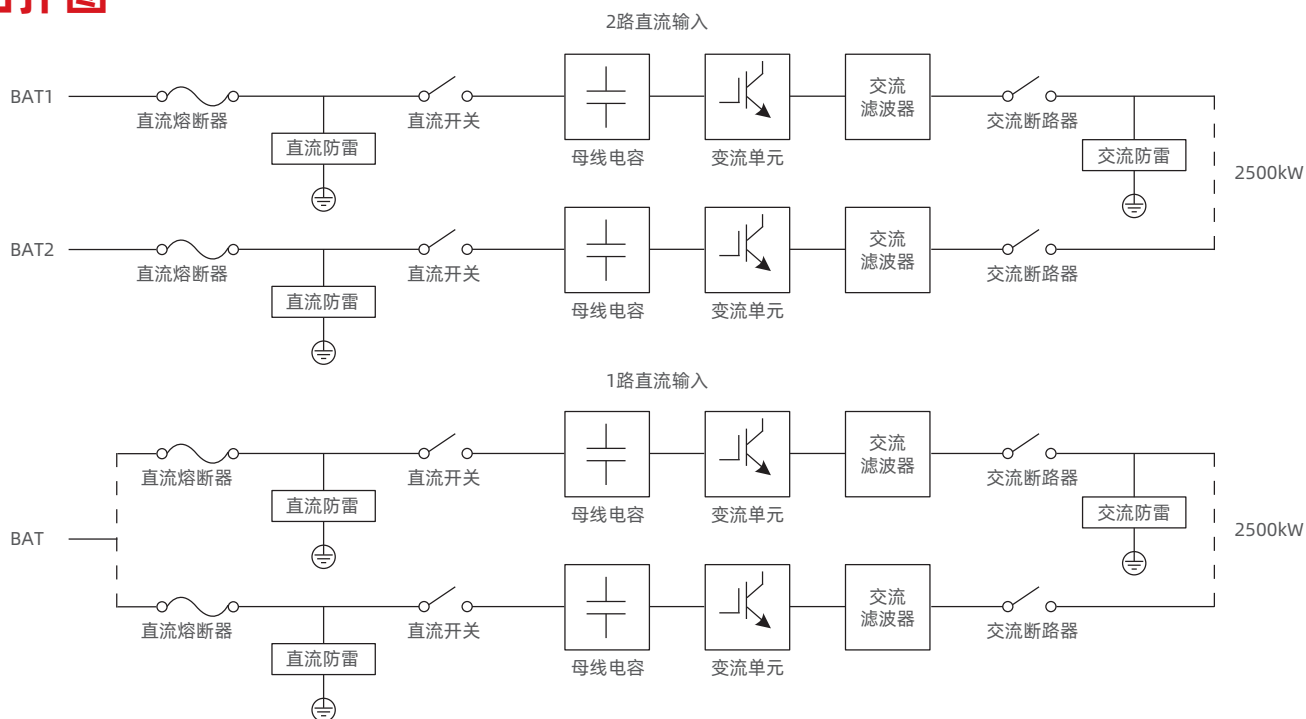 2路直流输入
BAT1
直流熔断器
直流防雷
直流开关
母线电容
变流单元
交流
滤波器
交流断路器
交流防雷
2500kW
BAT2
直流熔断器
直流防雷
直流开关
母线电容
变流单元
交流
滤波器
交流断路器
1路直流输入
BAT
直流熔断器
直流防雷
直流开关
母线电容
变流单元
交流
滤波器
交流断路器
交流防雷
2500kW
直流熔断器
直流防雷
直流开关
母线电容
变流单元
交流
滤波器
交流断路器